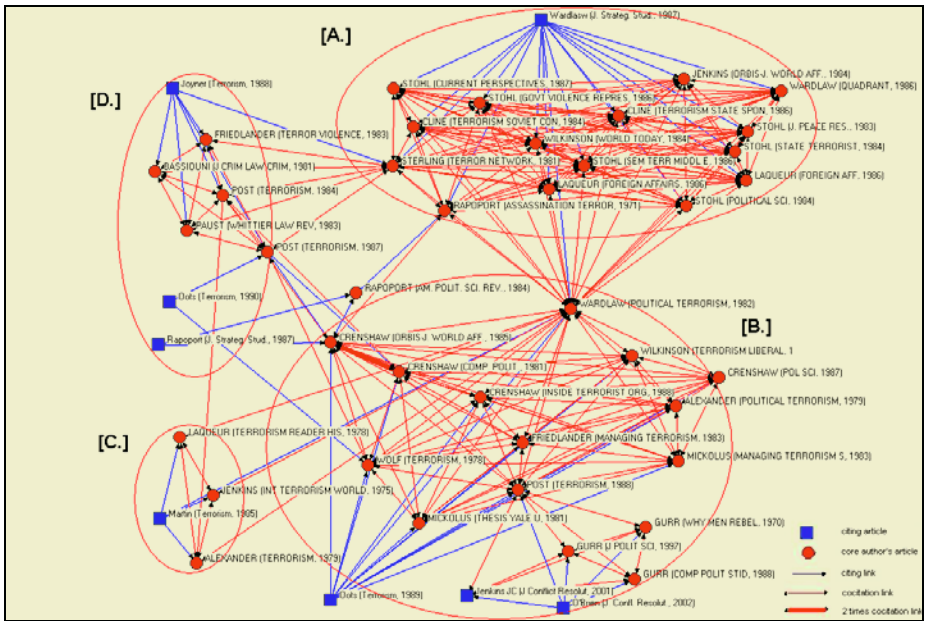 Wardlasw (J. Strateg. Stud., 1987)
[A.]
JENKINS (ORBIS-J. WORLD AFF., 1984)
STOHL (CURRENT PERSPECTIVES, 1987)
WARDLAW (QUADRANT, 1986)
Joyner (Terrorism, 1988)
[D.]
STOHL (GOVT VIOLENCE REPRES, 1986)
CLINE (TERRORISM STATE SPON, 1986)
CLINE (TERRORISM SOVIET CON, 1984)
STOHL (J. PEACE RES., 1983)
FRIEDLANDER (TERROR VIOLENCE, 1983)
WILKINSON (WORLD TODAY, 1984)
STOHL (STATE TERRORIST, 1984)
BASSIOUNI (J CRIM LAW CRIM, 1981)
STERLING (TERROR NETWORK, 1981)
STOHL (SEM TERR MIDDL E, 1986)
LAQUEUR (FOREIGN AFF, 1986)
LAQUEUR (FOREIGN AFFAIRS, 1986)
POST (TERRORISM, 1984)
STOHL (POLITICAL SCI, 1984)
RAPOPORT (ASSASSINATION TERROR, 1971)
PAUST (WHITTIER LAW REV, 1983)
POST (TERRORISM, 1987)
RAPOPORT (AM. POLIT. SCI. REV., 1984)
Oots (Terrorism, 1990)
WARDLAW (POLITICAL TERRORISM, 1982)
[B.]
Rapoport (J. Strateg. Stud., 1987)
CRENSHAW (ORBIS-J. WORLD AFF., 1985)
WILKINSON (TERRORISM LIBERAL, 1
CRENSHAW (COMP. POLIT., 1981)
CRENSHAW (POL SCI, 1987)
CRENSHAW (INSIDE TERRORIST ORG, 1988)
ALEXANDER (POLITICAL TERRORISM, 1979)
[C.]
LAQUEUR (TERRORISM READER HIS, 1978)
FRIEDLANDER (MANAGING TERRORISM, 1983)
WOLF (TERRORISM, 1978)
MICKOLUS (MANAGING TERRORISM S, 1983)
POST (TERRORISM, 1988)
JENKINS (INT TERRORISM WORLD, 1975)
Martin (Terrorism, 1985)
MICKOLUS (THESIS YALE U, 1981)
GURR (WHY MEN REBEL, 1970)
GURR (J POLIT SCI, 1997)
ALEXANDER (TERRORISM, 1979)
GURR (COMP POLIT STID, 1988)
Oots (Terrorism, 1989)
Jenkins JC (J Conflict Resolut, 2001)
O'Brien (J. Confl. Resolut., 2002)
citing article
core author's article
citing link
cocitation link
2 times cocitation link